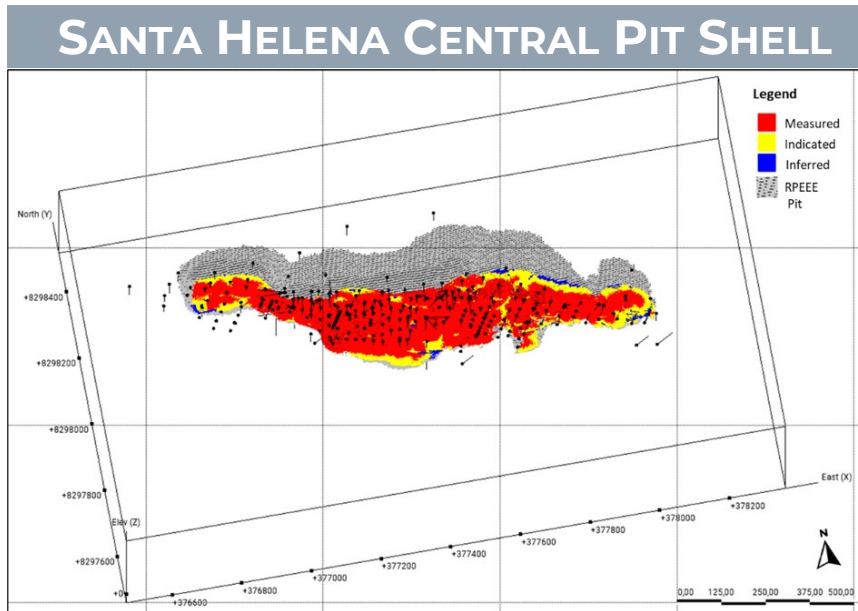 SANTA HELENA CENTRAL PIT SHELL
Legend
Measured
Indicated
Inferred
RPEEE
Pit
North (Y)
+8298400
+8298200
+8298000
+8297800
+8297600
Elev (Z)
+0
+376600
+376800
+377000
+377200
+377400
+377600
+377800
+378000
+378200
East (X)
N
0,00 125,00 250,00 375,00 500,00